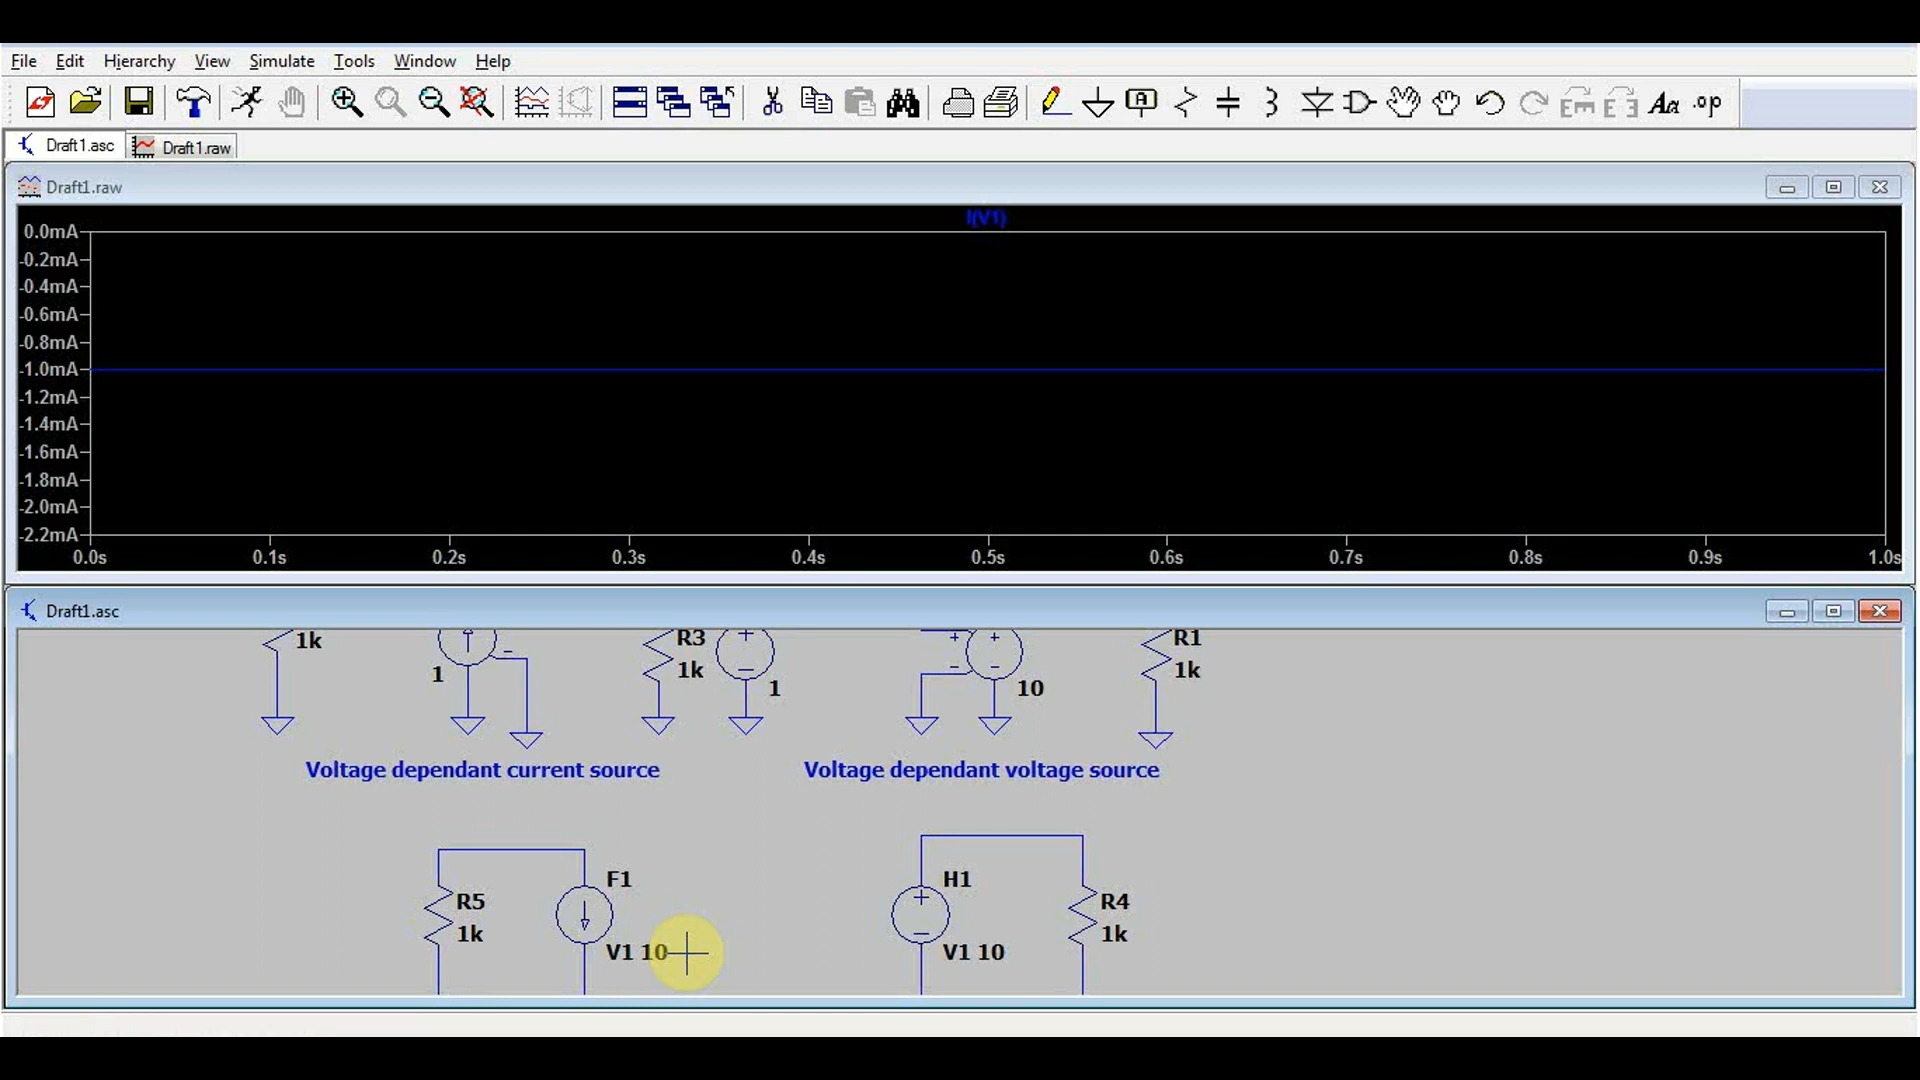 File Edit Hierarchy View Simulate Tools Window Help
A Aa .op
Draft1.asc Draft1.raw
Draft1.raw
I(V1)
0.0mA
-0.2mA
-0.4mA
-0.6mA
-0.8mA
-1.0mA
-1.2mA
-1.4mA
-1.6mA
-1.8mA
-2.0mA
-2.2mA
0.0s 0.1s 0.2s 0.3s 0.4s 0.5s 0.6s 0.7s 0.8s 0.9s 1.0s
Draft1.asc
1k R3 + + + R1
1 - 1k - 1 - - 10 1k
Voltage dependant current source Voltage dependant voltage source
F1 H1
R5 + R4
1k - 1k
V1 10 V1 10